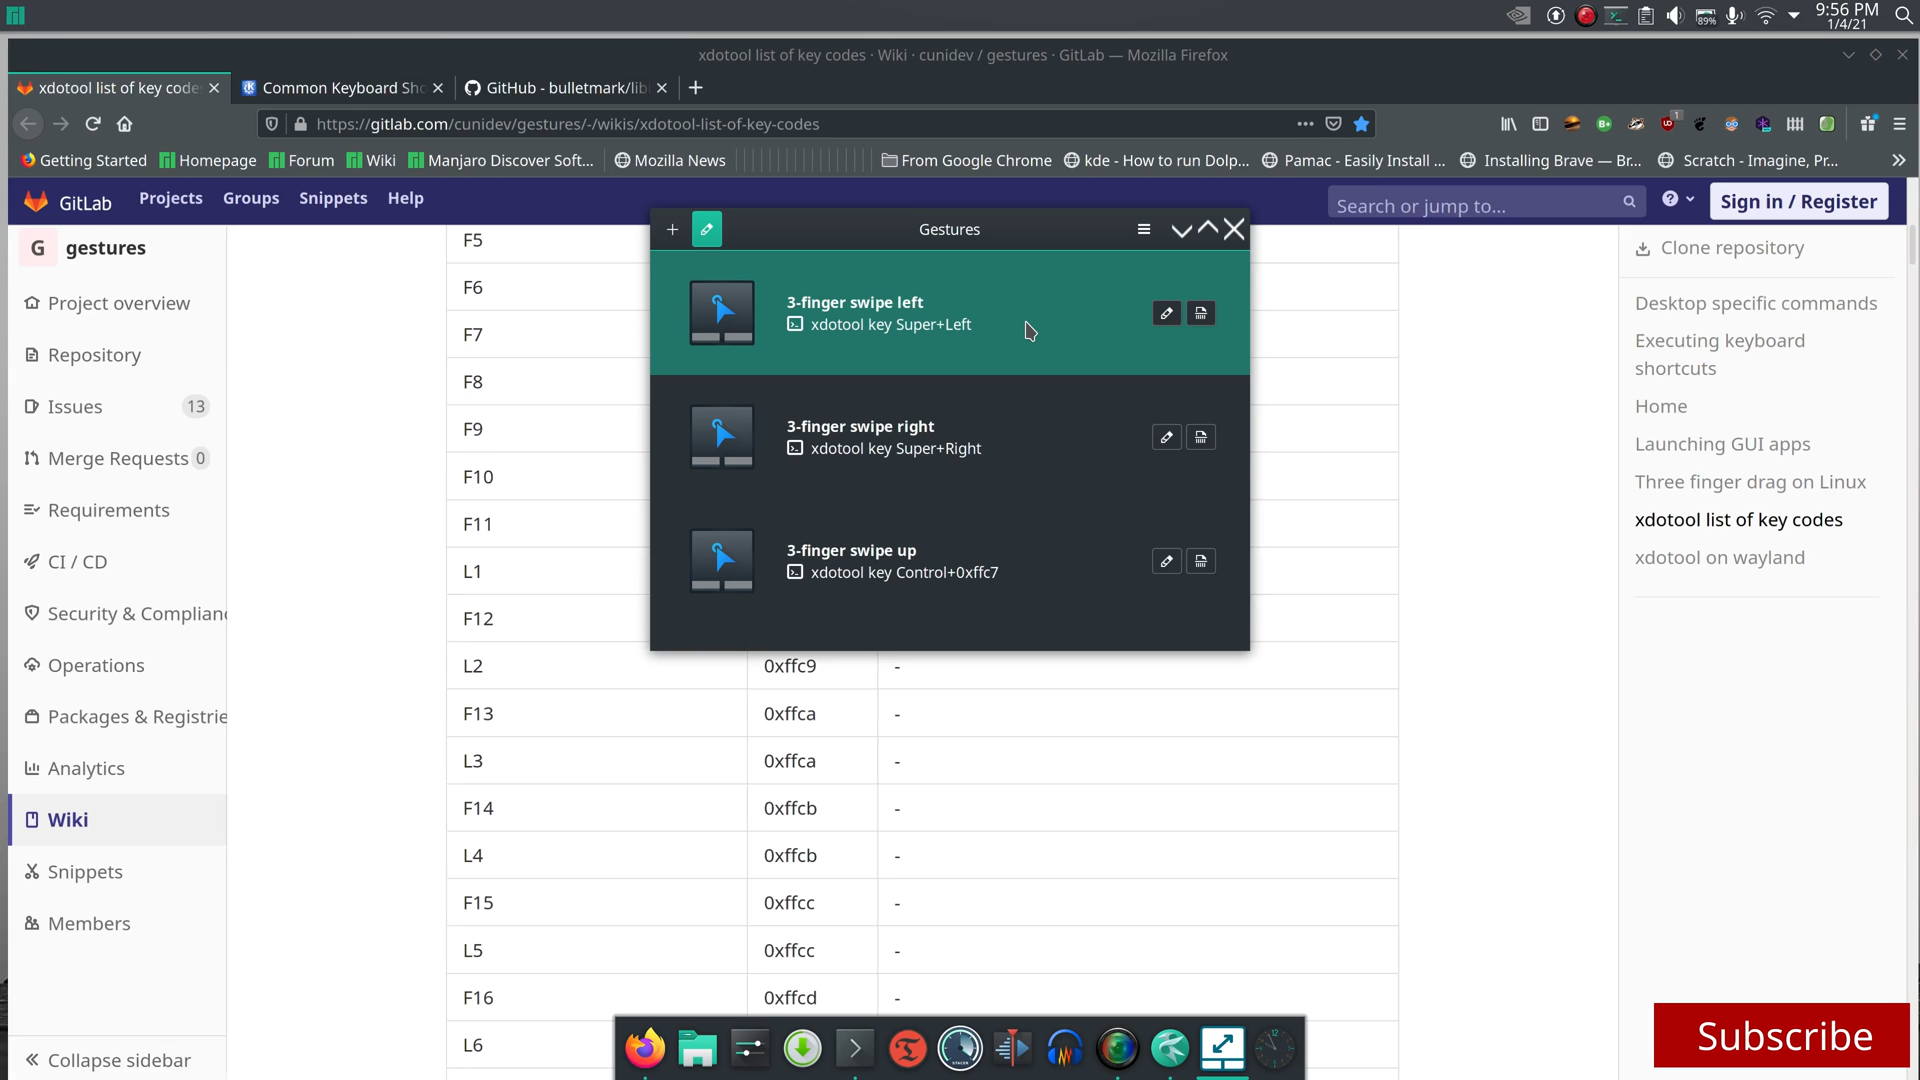 89%
9:56 PM
1/4/21
xdotool list of key codes · Wiki · cunidev / gestures · GitLab — Mozilla Firefox
xdotool list of key code
Common Keyboard Sho
GitHub - bulletmark/lib
https://gitlab.com/cunidev/gestures/-/wikis/xdotool-list-of-key-codes
Getting Started
Homepage
Forum
Wiki
Manjaro Discover Soft...
Mozilla News
From Google Chrome
kde - How to run Dolp...
Pamac - Easily Install ...
Installing Brave — Br...
Scratch - Imagine, Pr...
GitLab
Projects
Groups
Snippets
Help
Search or jump to...
Sign in / Register
G
gestures
Project overview
Repository
Issues
13
Merge Requests
0
Requirements
CI / CD
Security & Complianc
Operations
Packages & Registrie
Analytics
Wiki
Snippets
Members
Collapse sidebar
F5
F6
F7
F8
F9
F10
F11
L1
F12
L2 0xffc9 -
F13 0xffca -
L3 0xffca -
F14 0xffcb -
L4 0xffcb -
F15 0xffcc -
L5 0xffcc -
F16 0xffcd -
L6
Gestures
3-finger swipe left
xdotool key Super+Left
3-finger swipe right
xdotool key Super+Right
3-finger swipe up
xdotool key Control+0xffc7
Clone repository
Desktop specific commands
Executing keyboard
shortcuts
Home
Launching GUI apps
Three finger drag on Linux
xdotool list of key codes
xdotool on wayland
Subscribe